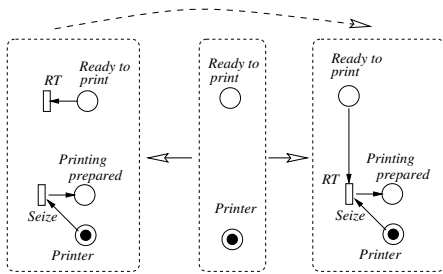 Ready to
print
RT
Printing
prepared
Seize
Printer
Ready to
print
Printer
Ready to
print
Printing
prepared
RT
Seize
Printer